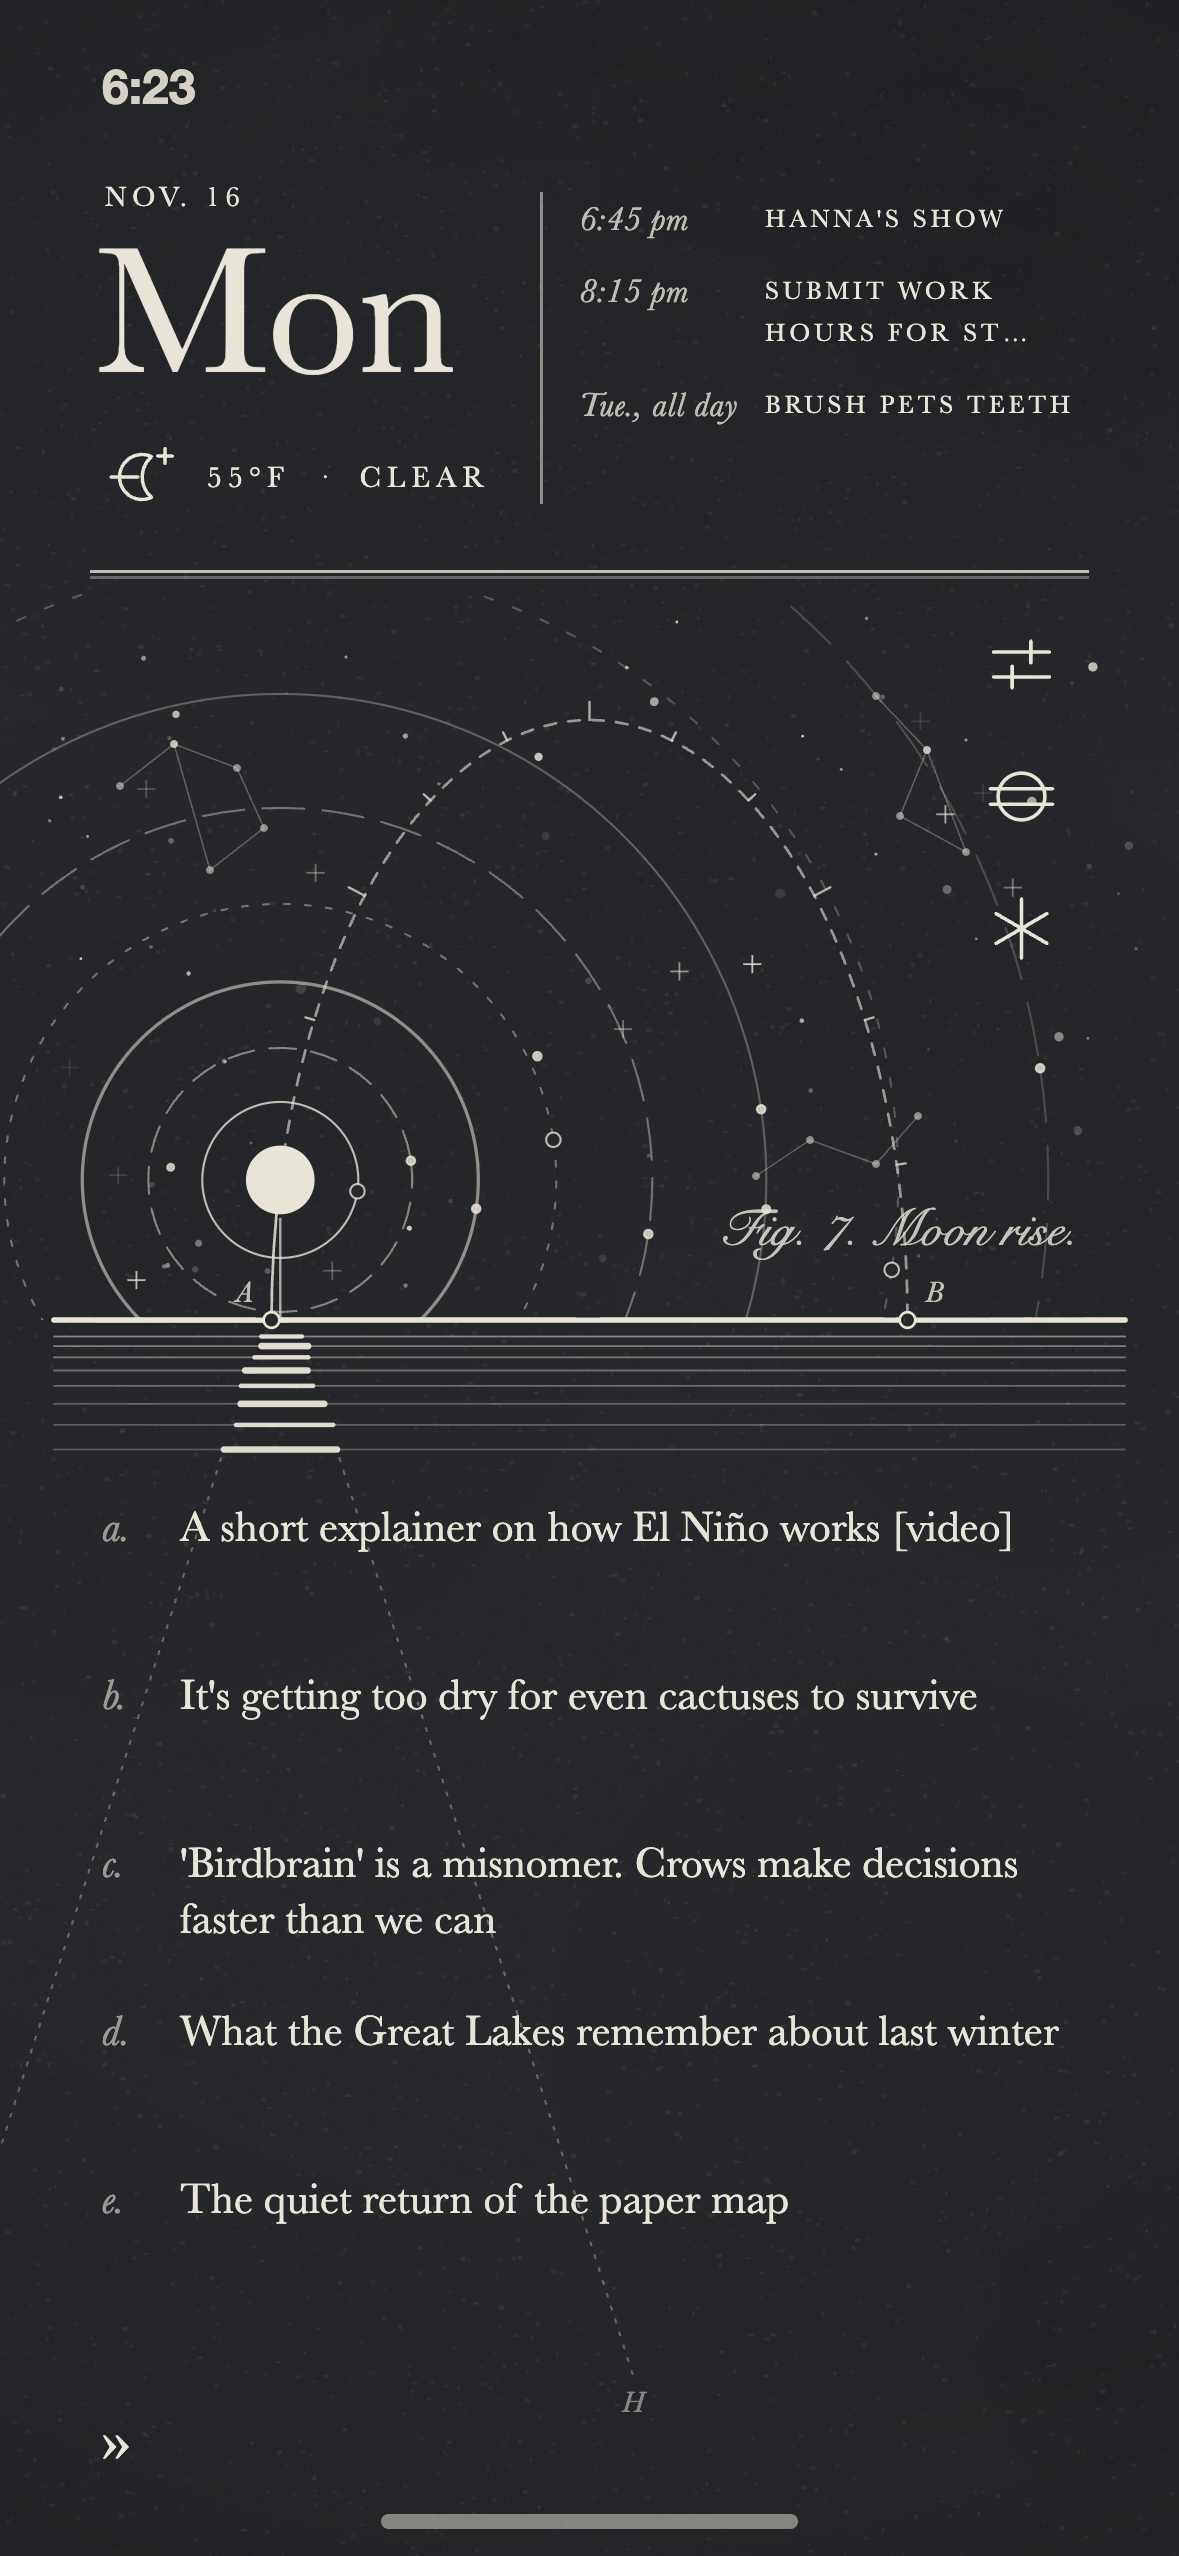 6:23
NOV. 16
Mon
55°F · CLEAR
6:45 pm HANNA'S SHOW
8:15 pm SUBMIT WORK
HOURS FOR ST...
Tue., all day BRUSH PETS TEETH
Fig. 7. Moon rise.
A
B
a. A short explainer on how El Niño works [video]
b. It's getting too dry for even cactuses to survive
c. 'Birdbrain' is a misnomer. Crows make decisions
faster than we can
d. What the Great Lakes remember about last winter
e. The quiet return of the paper map
H
»